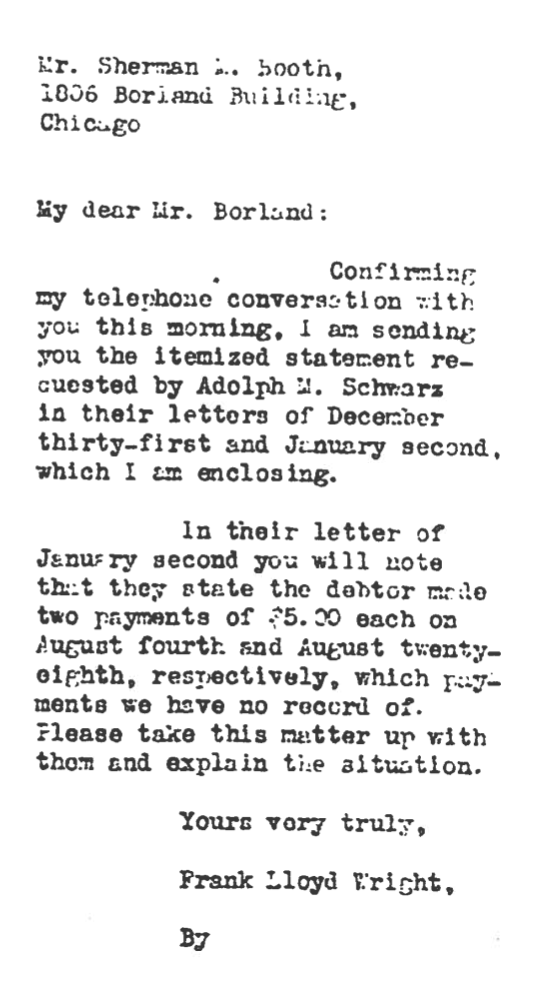 Mr. Sherman M. Booth,
1806 Borland Building,
Chicago
My dear Mr. Borland:
Confirming
my telephone conversation with
you this morning, I am sending
you the itemized statement re-
quested by Adolph M. Schwarz
in their letters of December
thirty-first and January second,
which I am enclosing.
In their letter of
January second you will note
that they state the debtor made
two payments of $5.00 each on
August fourth and August twenty-
eighth, respectively, which pay-
ments we have no record of.
Please take this matter up with
them and explain the situation.
Yours very truly,
Frank Lloyd Wright,
By